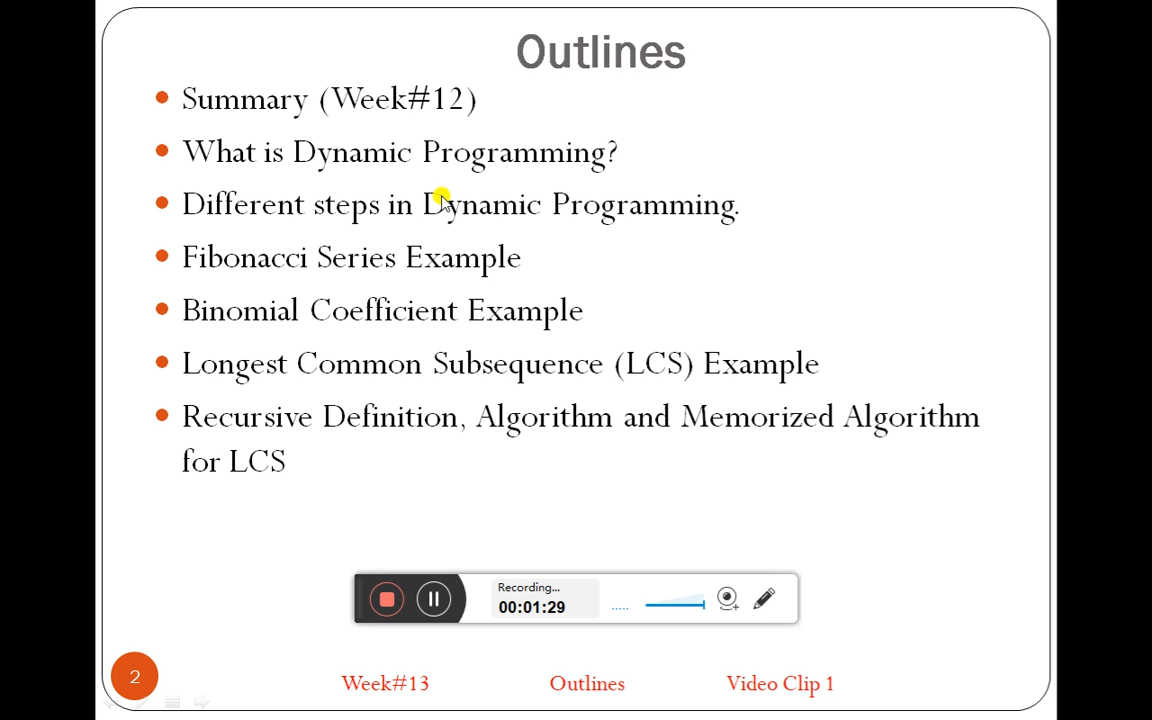 Outlines
Summary (Week#12)
What is Dynamic Programming?
Different steps in Dynamic Programming.
Fibonacci Series Example
Binomial Coefficient Example
Longest Common Subsequence (LCS) Example
Recursive Definition, Algorithm and Memorized Algorithm
for LCS
Recording...
00:01:29
2
Week#13 Outlines Video Clip 1